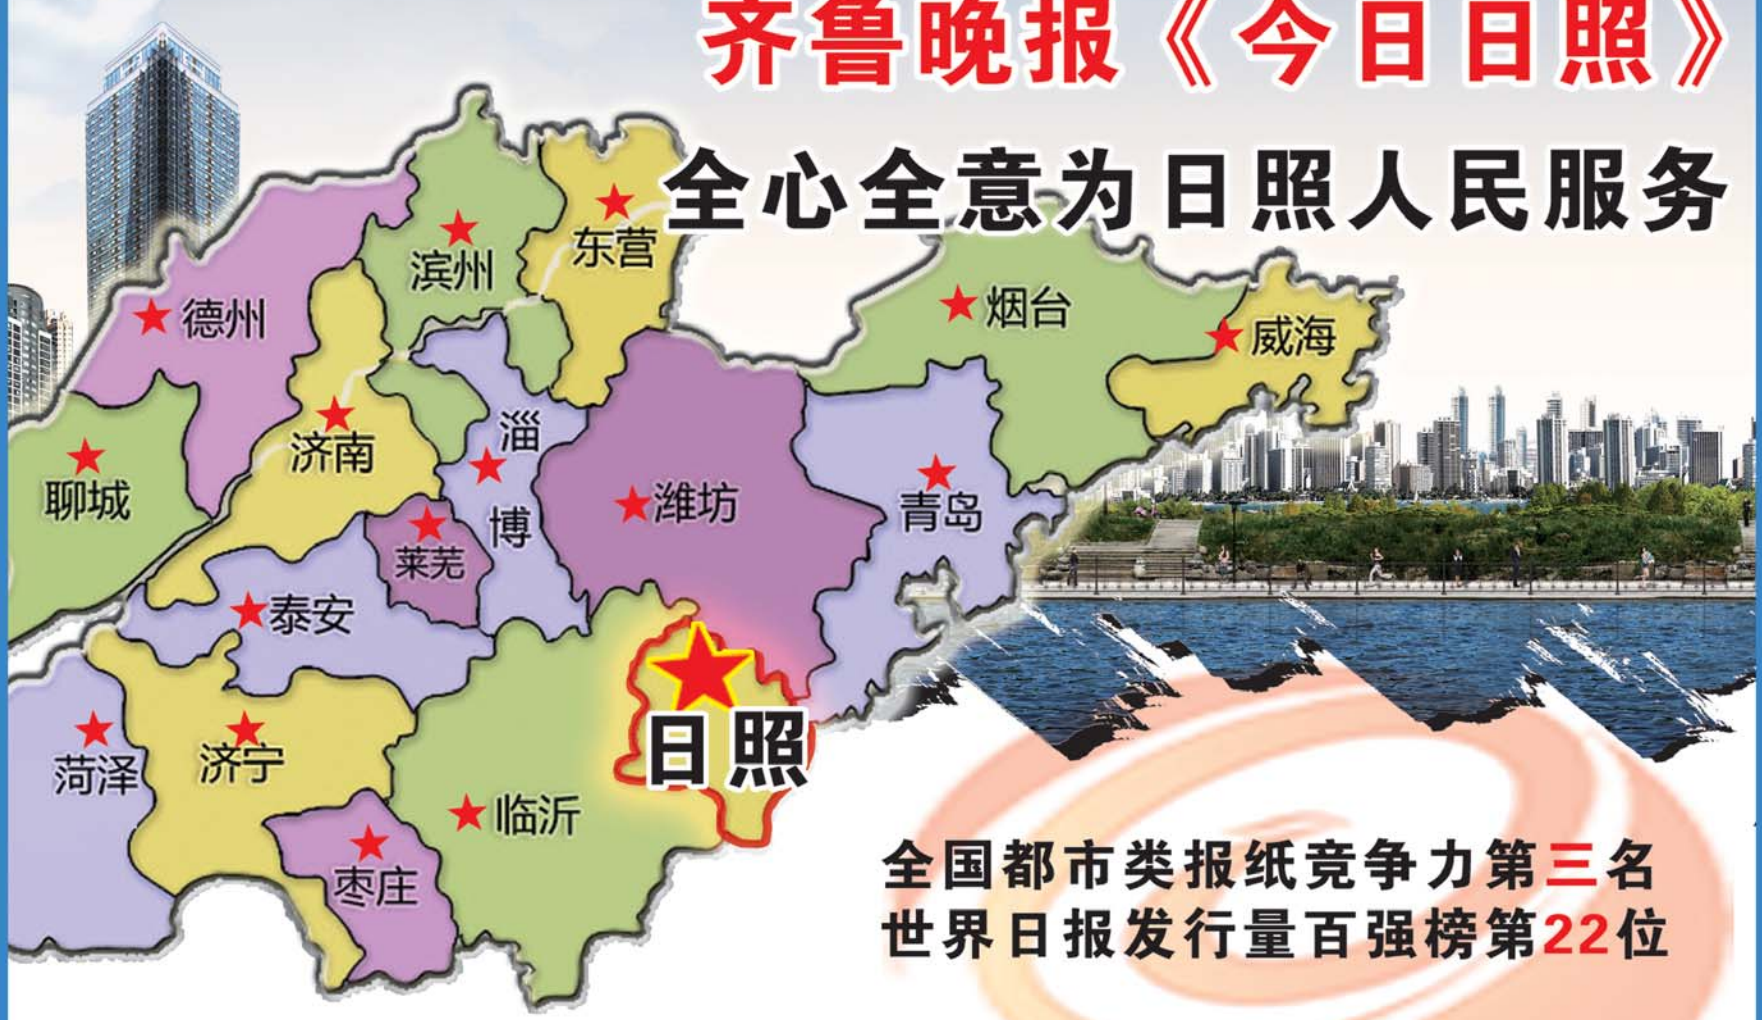 齐鲁晚报《今日日照》
全心全意为日照人民服务
东营
滨州
烟台
德州
威海
淄博
济南
聊城
潍坊
青岛
莱芜
泰安
日照
菏泽
济宁
临沂
枣庄
全国都市类报纸竞争力第三名
世界日报发行量百强榜第22位